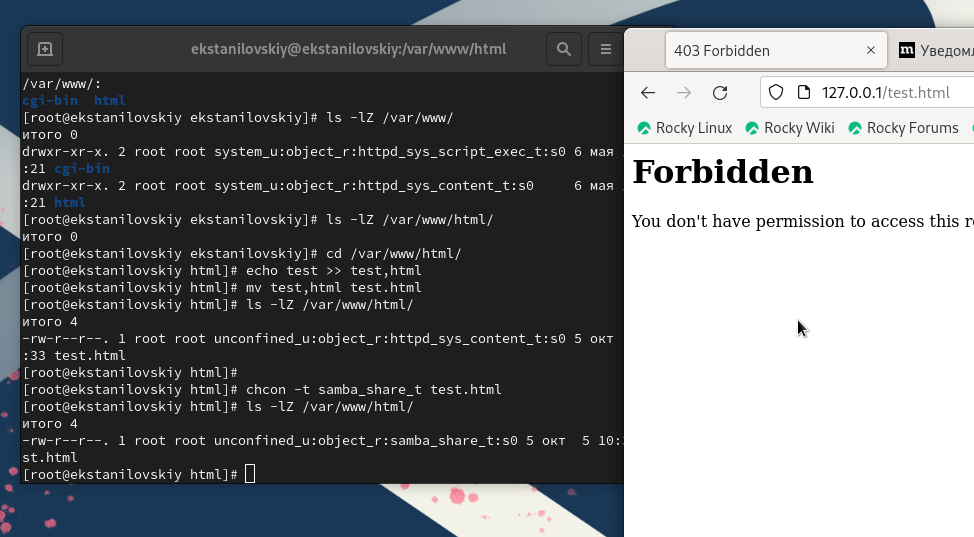 ekstanilovskiy@ekstanilovskiy:/var/www/html
/var/www/:
cgi-bin  html
[root@ekstanilovskiy ekstanilovskiy]# ls -lZ /var/www/
итого 0
drwxr-xr-x. 2 root root system_u:object_r:httpd_sys_script_exec_t:s0 6 мая
:21 cgi-bin
drwxr-xr-x. 2 root root system_u:object_r:httpd_sys_content_t:s0     6 мая
:21 html
[root@ekstanilovskiy ekstanilovskiy]# ls -lZ /var/www/html/
итого 0
[root@ekstanilovskiy ekstanilovskiy]# cd /var/www/html/
[root@ekstanilovskiy html]# echo test >> test,html
[root@ekstanilovskiy html]# mv test,html test.html
[root@ekstanilovskiy html]# ls -lZ /var/www/html/
итого 4
-rw-r--r--. 1 root root unconfined_u:object_r:httpd_sys_content_t:s0 5 окт
:33 test.html
[root@ekstanilovskiy html]#
[root@ekstanilovskiy html]# chcon -t samba_share_t test.html
[root@ekstanilovskiy html]# ls -lZ /var/www/html/
итого 4
-rw-r--r--. 1 root root unconfined_u:object_r:samba_share_t:s0 5 окт  5 10:
st.html
[root@ekstanilovskiy html]#
403 Forbidden
m Уведомл
127.0.0.1/test.html
Rocky Linux Rocky Wiki Rocky Forums
Forbidden
You don't have permission to access this